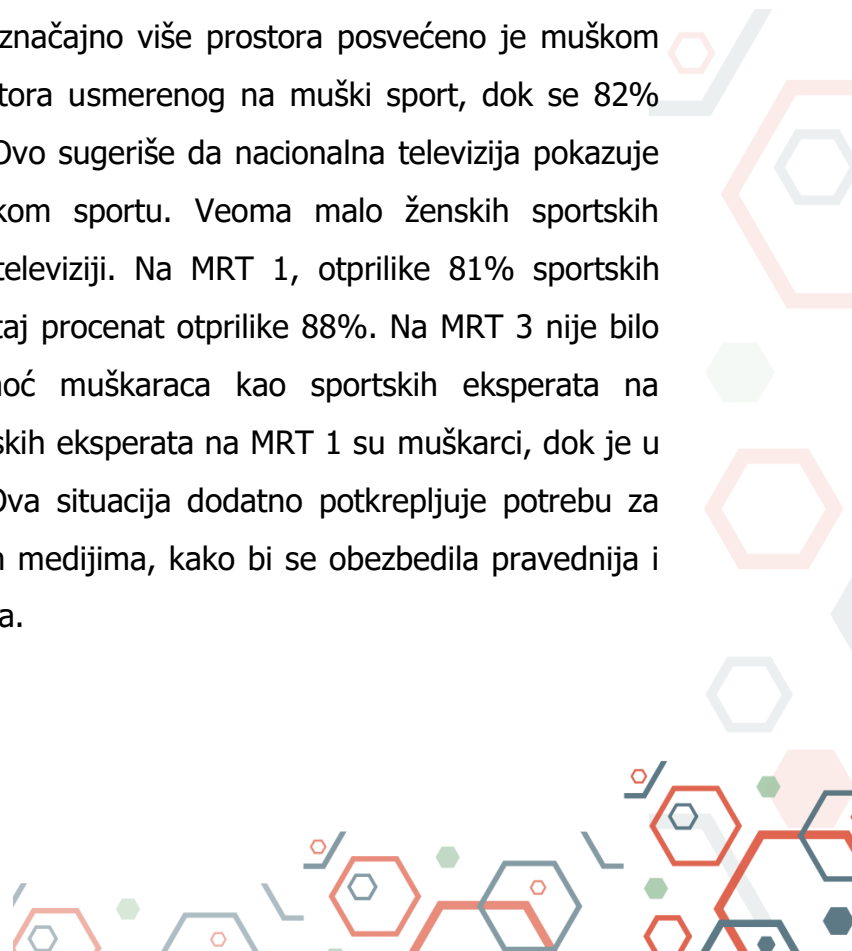 značajno više prostora posvećeno je muškom
tora usmerenog na muški sport, dok se 82%
Ovo sugeriše da nacionalna televizija pokazuje
kom sportu. Veoma malo ženskih sportskih
televiziji. Na MRT 1, otprilike 81% sportskih
taj procenat otprilike 88%. Na MRT 3 nije bilo
noć muškaraca kao sportskih eksperata na
skih eksperata na MRT 1 su muškarci, dok je u
Ova situacija dodatno potkrepljuje potrebu za
medijima, kako bi se obezbedila pravednija i
a.